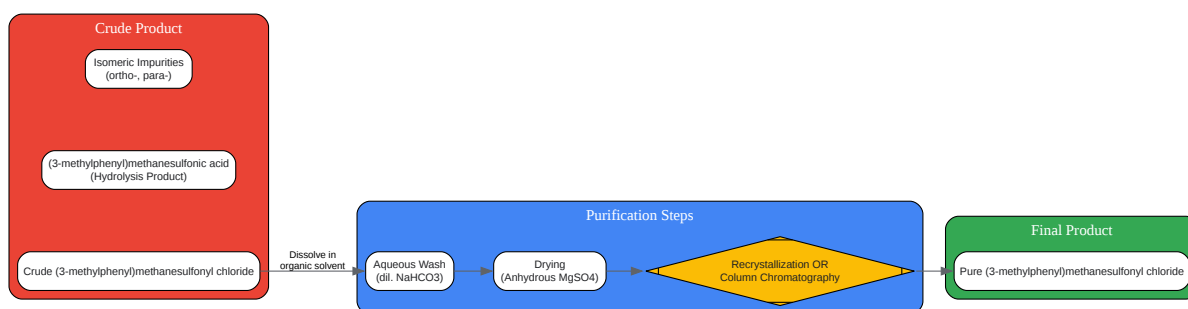 Crude Product
Isomeric Impurities
(ortho-, para-)
(3-methylphenyl)methanesulfonic acid
(Hydrolysis Product)
Crude (3-methylphenyl)methanesulfonyl chloride
Dissolve in
organic solvent
Purification Steps
Aqueous Wash
(dil. NaHCO3)
Drying
(Anhydrous MgSO4)
Recrystallization OR
Column Chromatography
Final Product
Pure (3-methylphenyl)methanesulfonyl chloride